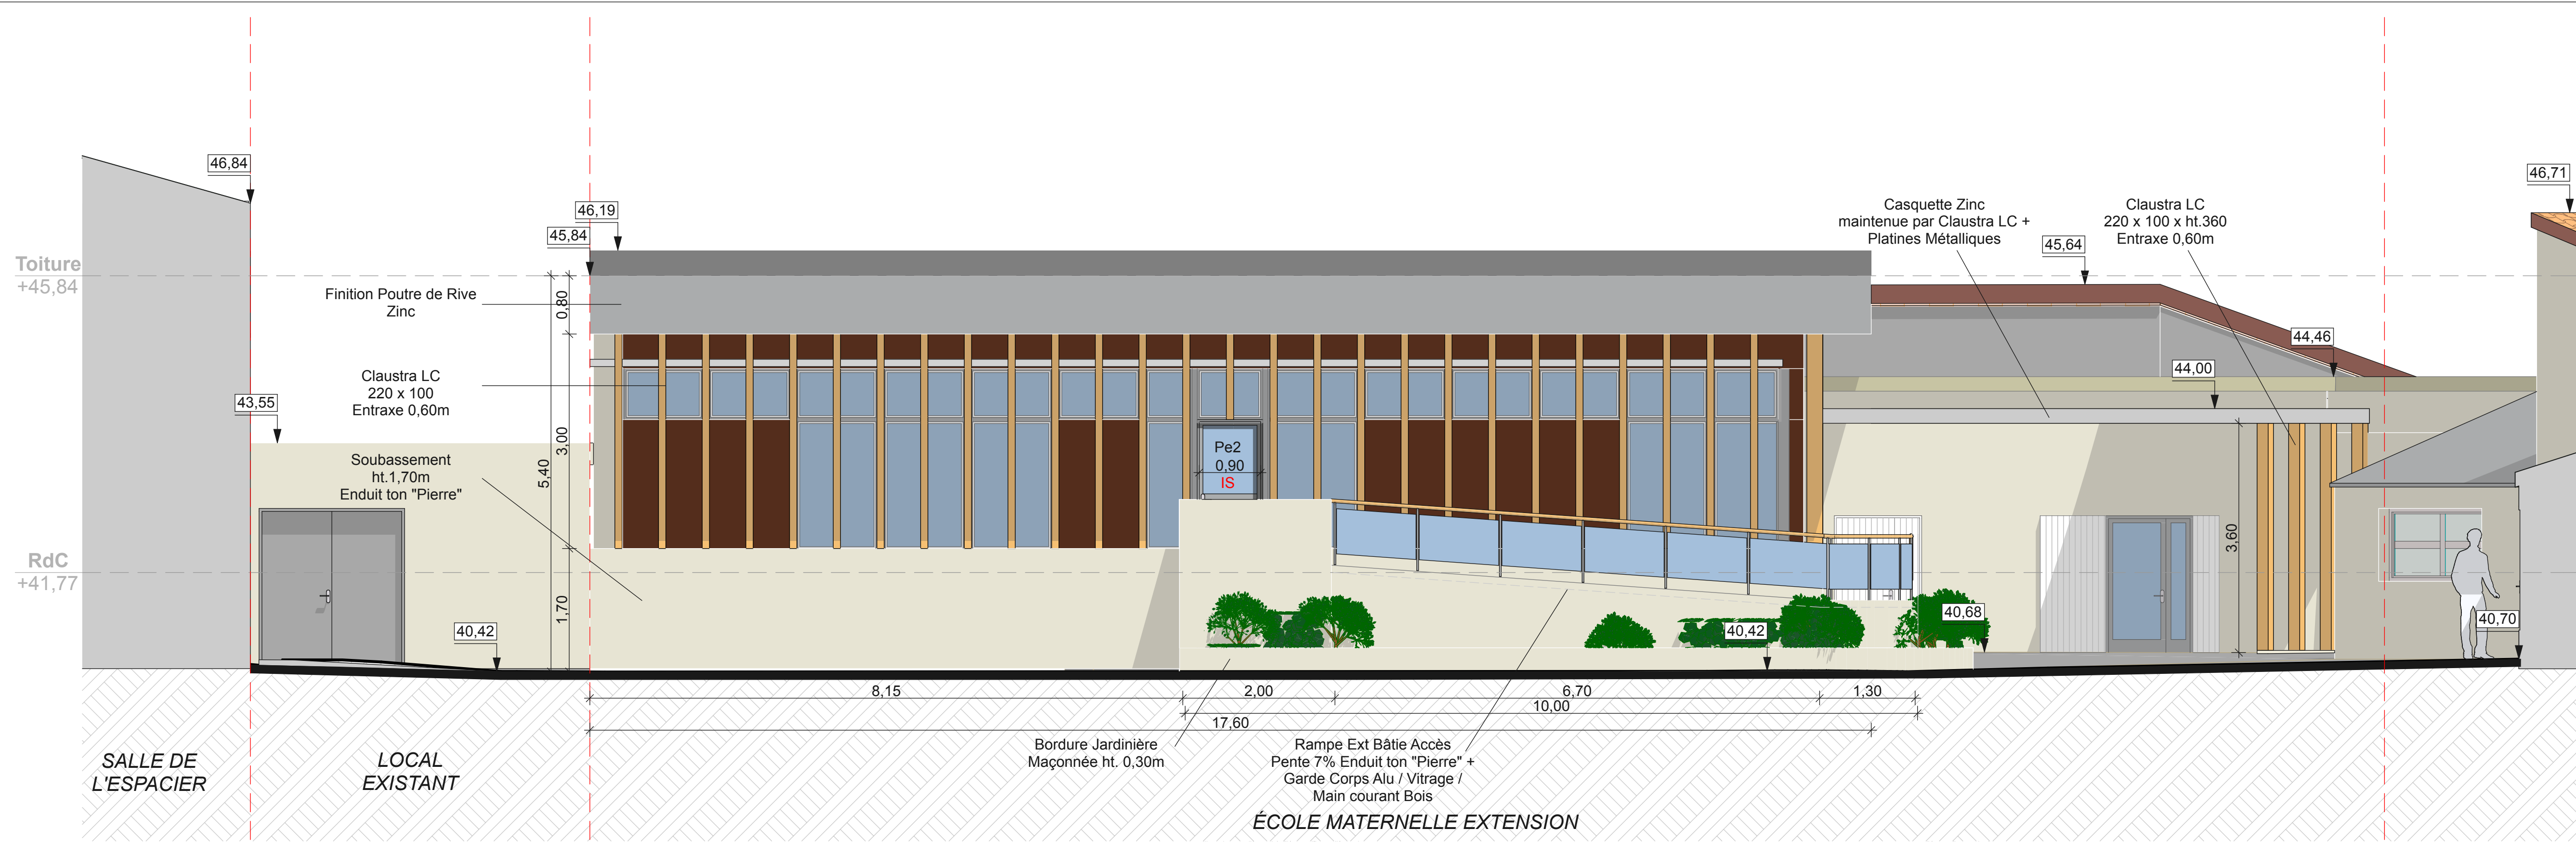 46,84
46,71
46,19
45,84
Casquette Zinc
maintenue par Claustra LC +
Platines Métalliques
Claustra LC
220 x 100 x ht.360
Entraxe 0,60m
45,64
Toiture
+45,84
Finition Poutre de Rive
Zinc
0,80
44,46
44,00
Claustra LC
220 x 100
Entraxe 0,60m
43,55
3,00
5,40
Soubassement
ht.1,70m
Enduit ton "Pierre"
Pe2
0,90
IS
3,60
RdC
+41,77
1,70
40,42
40,42
40,68
40,70
8,15
2,00
6,70
1,30
10,00
17,60
Bordure Jardinière
Maçonnée ht. 0,30m
Rampe Ext Bâtie Accès
Pente 7% Enduit ton "Pierre" +
Garde Corps Alu / Vitrage /
Main courant Bois
SALLE DE
L'ESPACIER
LOCAL
EXISTANT
ÉCOLE MATERNELLE EXTENSION